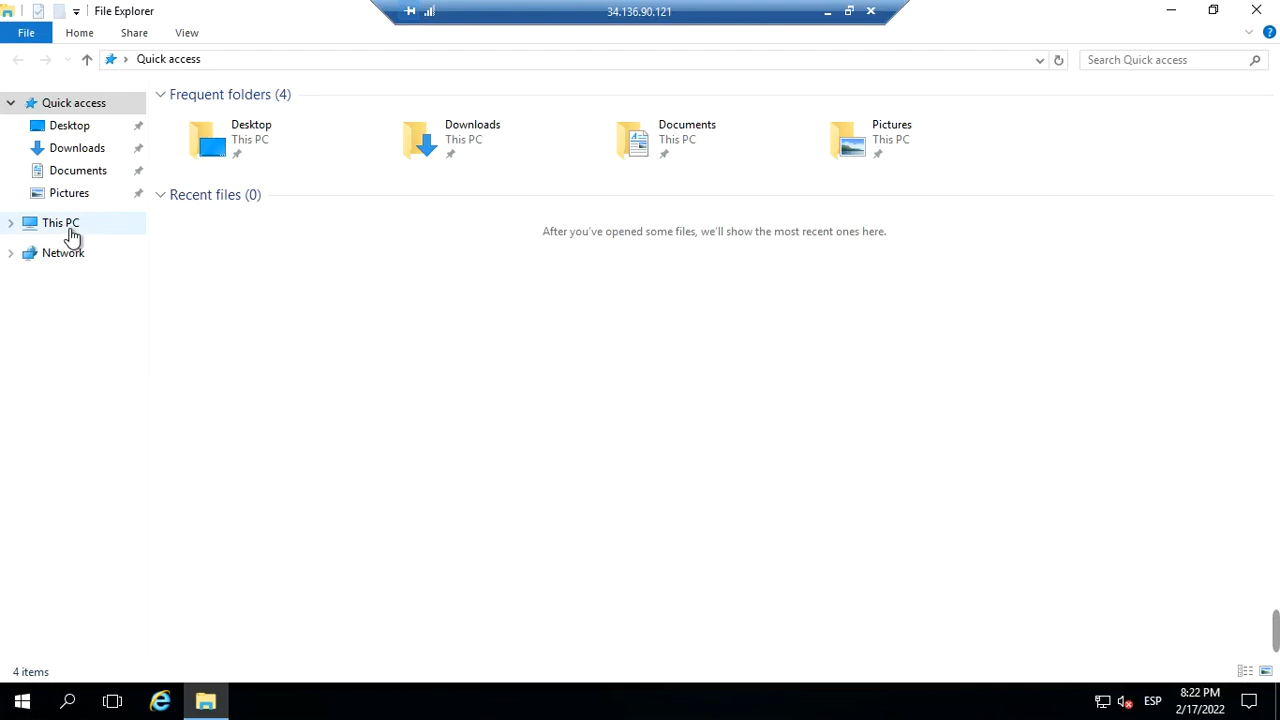 File Explorer
34.136.90.121
File Home Share View
Quick access
Search Quick access
Quick access
Desktop
Downloads
Documents
Pictures
This PC
Network
Frequent folders (4)
Desktop
This PC
Downloads
This PC
Documents
This PC
Pictures
This PC
Recent files (0)
After you've opened some files, we'll show the most recent ones here.
4 items
ESP
8:22 PM
2/17/2022